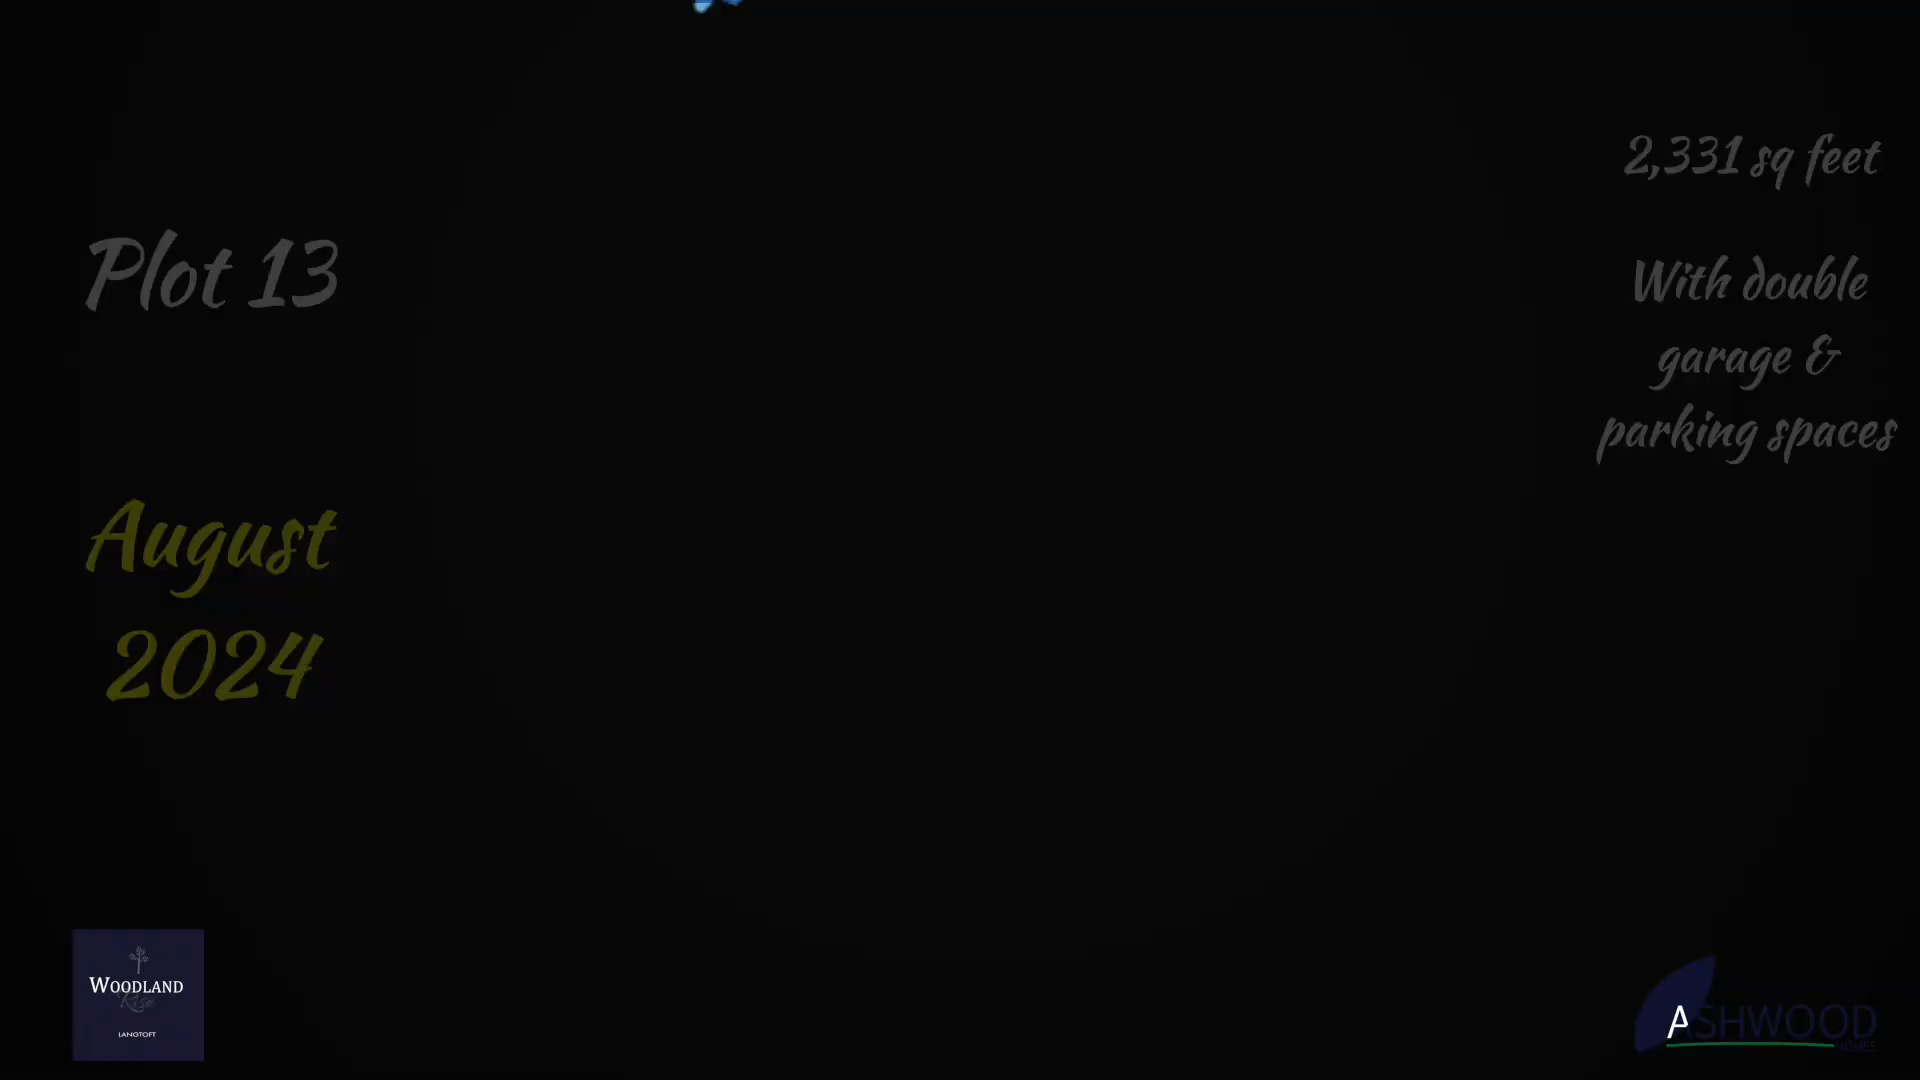 Plot 13
August
2024
2,331 sq feet
With double
garage &
parking spaces
WOODLAND
Rise
LANGTOFT
ASHWOOD